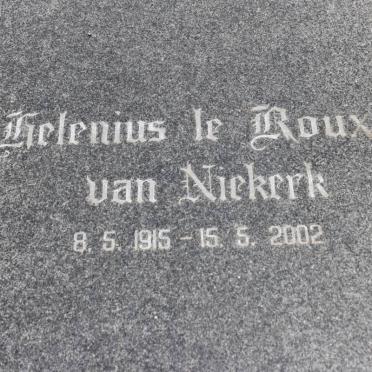 Helenius le Roux
van Niekerk
8. 5. 1915 - 15. 5. 2002